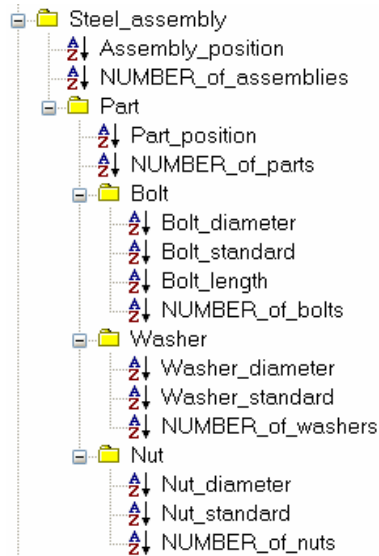 Steel_assembly
Assembly_position
NUMBER_of_assemblies
Part
Part_position
NUMBER_of_parts
Bolt
Bolt_diameter
Bolt_standard
Bolt_length
NUMBER_of_bolts
Washer
Washer_diameter
Washer_standard
NUMBER_of_washers
Nut
Nut_diameter
Nut_standard
NUMBER_of_nuts